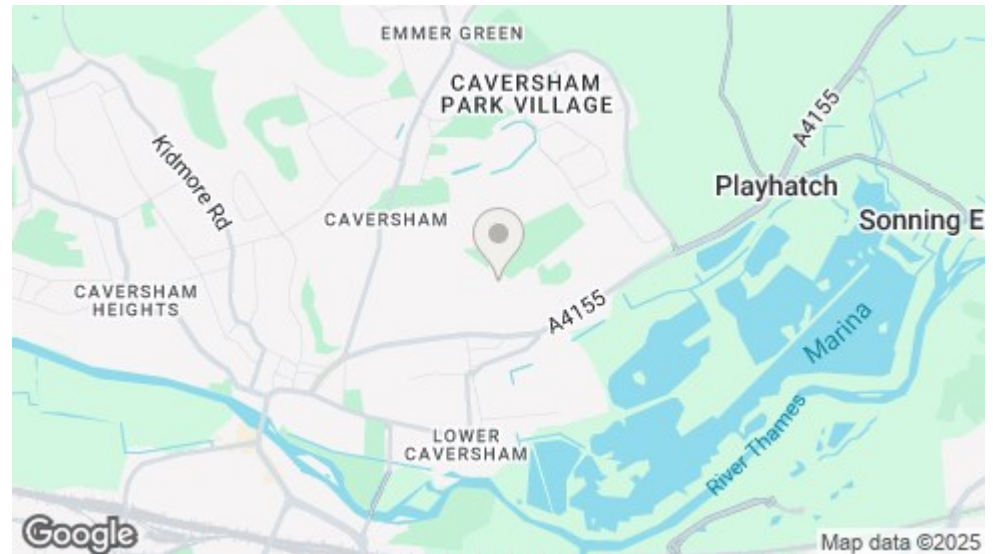 EMMER GREEN
CAVERSHAM
PARK VILLAGE
A4155
Kidmore Rd
Playhatch
CAVERSHAM
Sonning E
CAVERSHAM
HEIGHTS
A4155
Marina
LOWER
CAVERSHAM
River Thames
Google
Map data ©2025